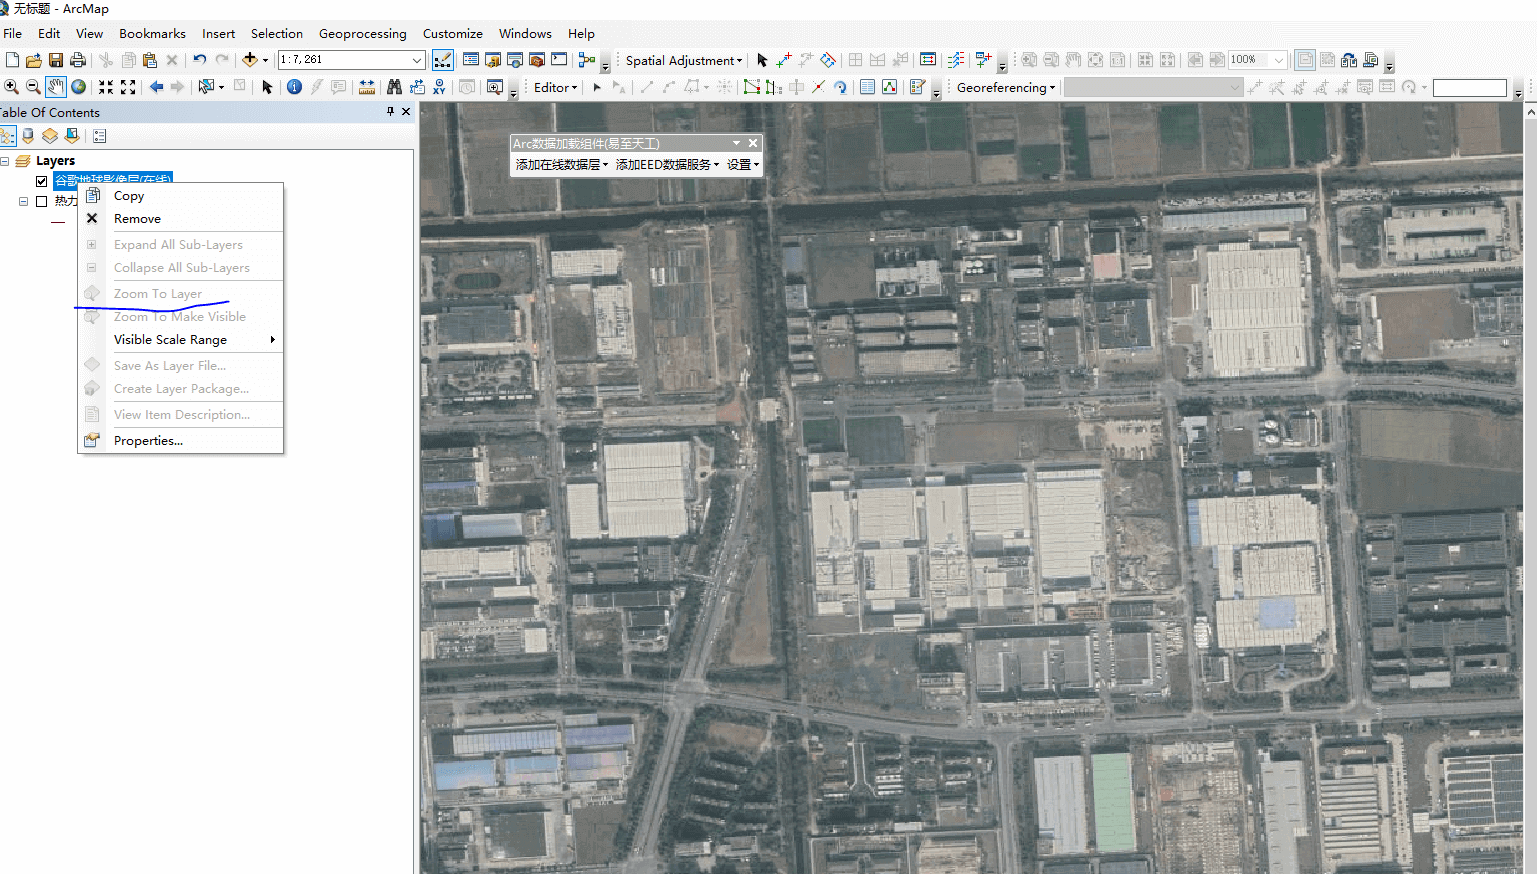 无标题 - ArcMap
File Edit View Bookmarks Insert Selection Geoprocessing Customize Windows Help
1:7,261 Spatial Adjustment 100%
Editor Georeferencing
able Of Contents
Arc数据加载组件(易至天工)
添加在线数据层 添加EED数据服务 设置
Layers
谷歌地球影像层(在线)
热力
Copy
Remove
Expand All Sub-Layers
Collapse All Sub-Layers
Zoom To Layer
Zoom To Make Visible
Visible Scale Range
Save As Layer File...
Create Layer Package...
View Item Description...
Properties...